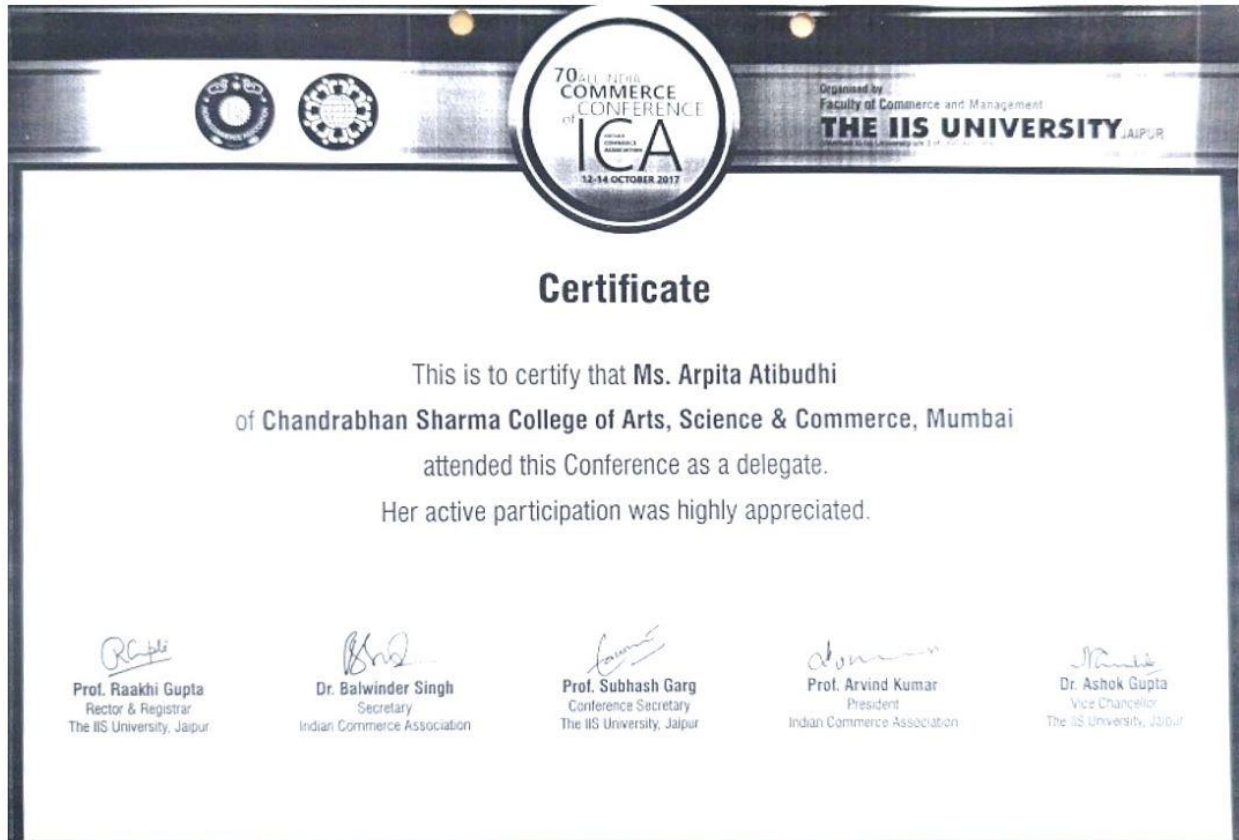 70 ALL INDIA
COMMERCE
CONFERENCE
of ICA
INDIAN
COMMERCE
ASSOCIATION
12-14 OCTOBER 2017
Organised by
Faculty of Commerce and Management
THE IIS UNIVERSITY, JAIPUR
Certificate
This is to certify that Ms. Arpita Atibudhi
of Chandrabhan Sharma College of Arts, Science & Commerce, Mumbai
attended this Conference as a delegate.
Her active participation was highly appreciated.
Prof. Raakhi Gupta
Rector & Registrar
The IIS University, Jaipur
Dr. Balwinder Singh
Secretary
Indian Commerce Association
Prof. Subhash Garg
Conference Secretary
The IIS University, Jaipur
Prof. Arvind Kumar
President
Indian Commerce Association
Dr. Ashok Gupta
Vice Chancellor
The IIS University, Jaipur